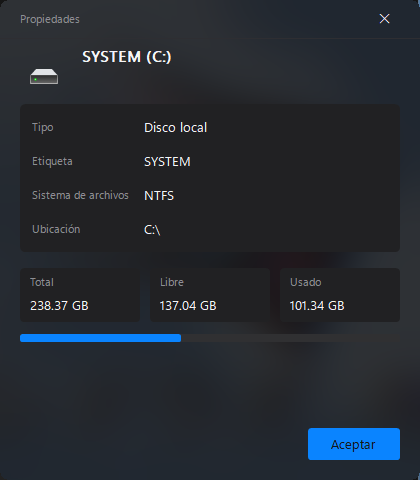 Propiedades
SYSTEM (C:)
Tipo Disco local
Etiqueta SYSTEM
Sistema de archivos NTFS
Ubicación C:\
Total Libre Usado
238.37 GB 137.04 GB 101.34 GB
Aceptar